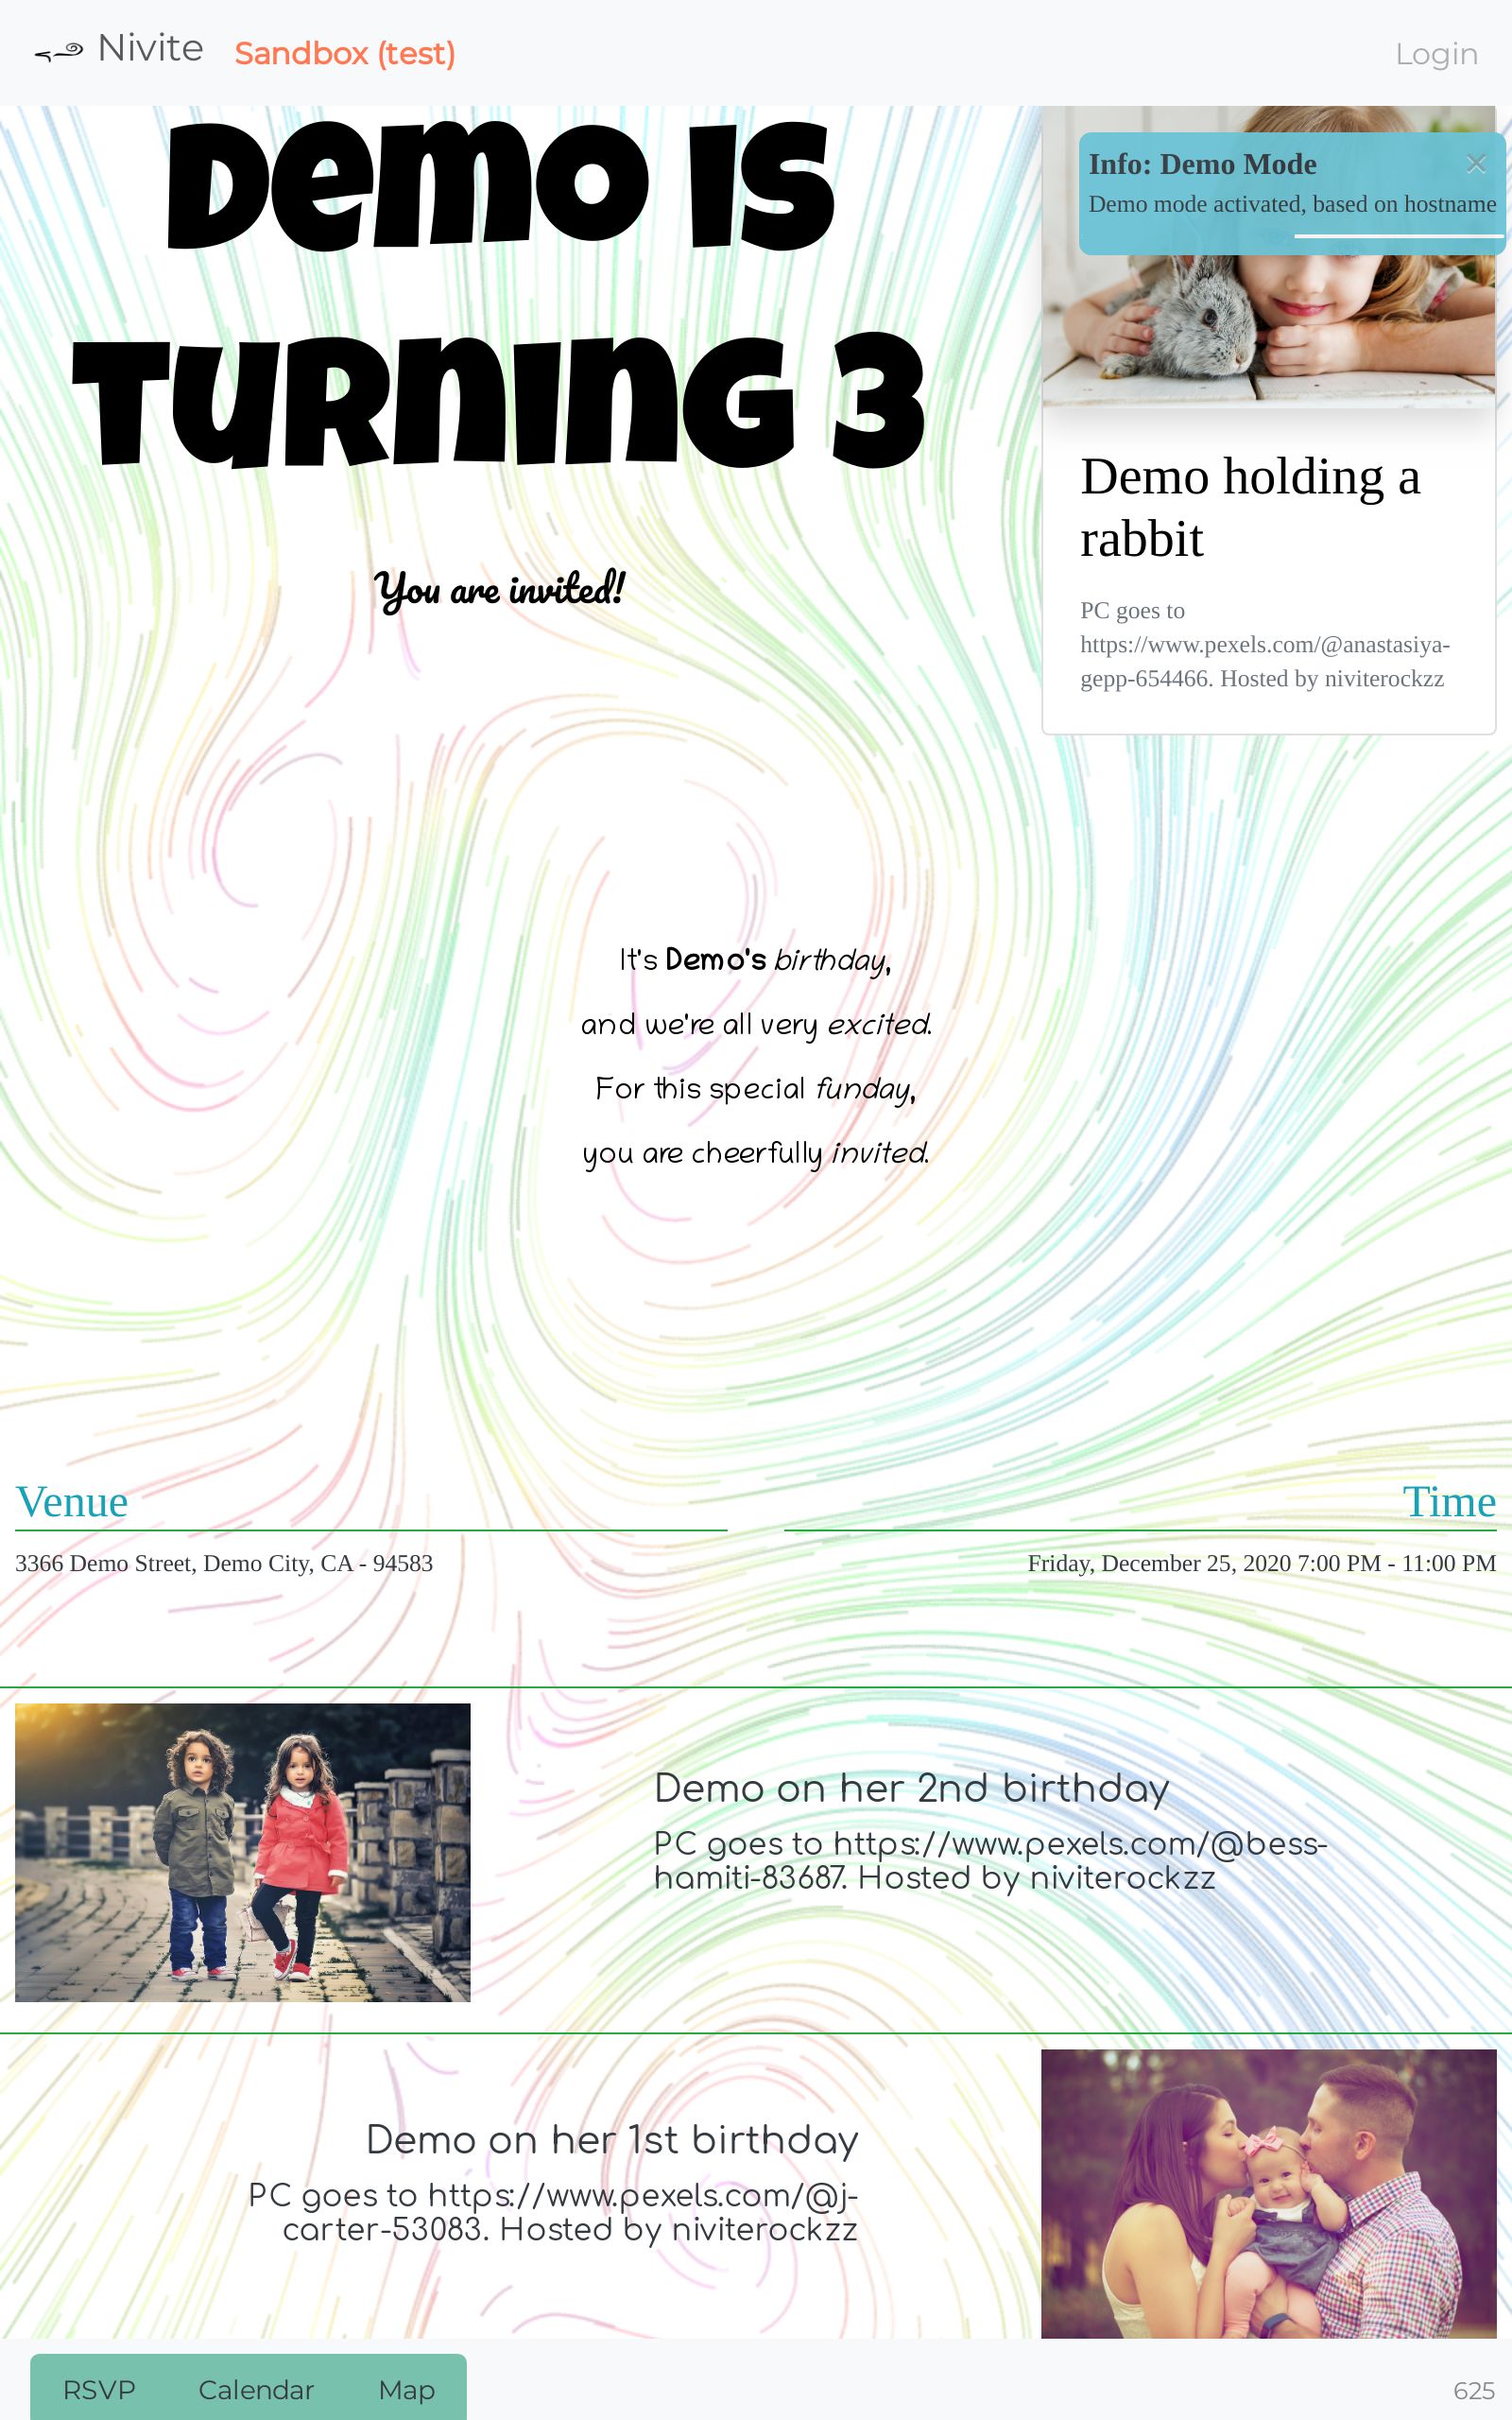 Nivite
Sandbox (test)
Login
Demo is
Turning 3
You are invited!
Info: Demo Mode
Demo mode activated, based on hostname
Demo holding a
rabbit
PC goes to
https://www.pexels.com/@anastasiya-
gepp-654466. Hosted by niviterockzz
It's Demo's birthday,
and we're all very excited.
For this special funday,
you are cheerfully invited.
Venue
3366 Demo Street, Demo City, CA - 94583
Time
Friday, December 25, 2020 7:00 PM - 11:00 PM
Demo on her 2nd birthday
PC goes to https://www.pexels.com/@bess-
hamiti-83687. Hosted by niviterockzz
Demo on her 1st birthday
PC goes to https://www.pexels.com/@j-
carter-53083. Hosted by niviterockzz
RSVP
Calendar
Map
625